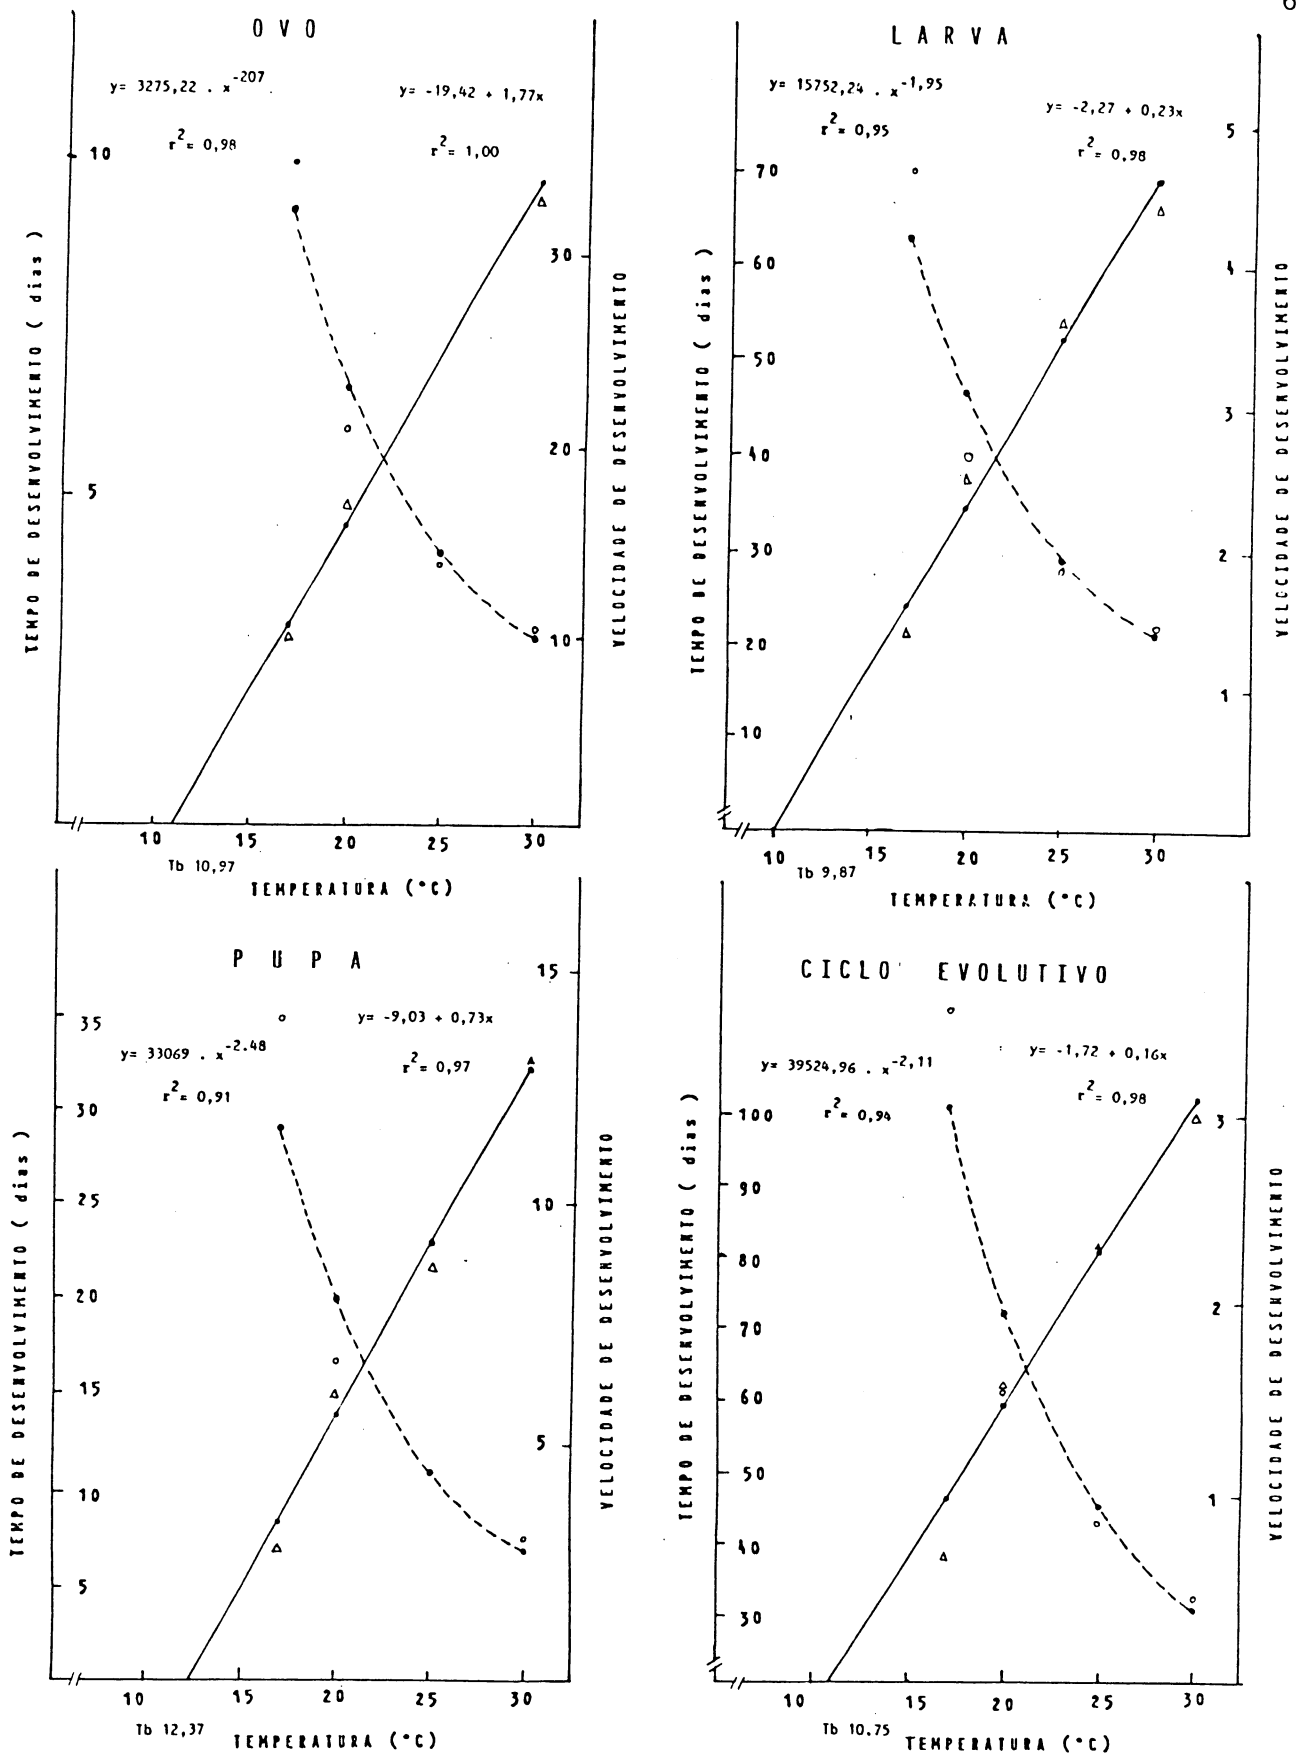 6
O V O
y= 3275,22 . x-207
r2= 0,98
y= -19,42 + 1,77x
r2= 1,00
10
5
30
20
10
TEMPO DE DESENVOLVIMENTO ( dias )
VELOCIDADE DE DESENVOLVIMENTO
10 15 20 25 30
Tb 10,97
TEMPERATURA (°C)
L A R V A
y= 15752,24 . x-1,95
r2= 0,95
y= -2,27 + 0,23x
r2= 0,98
70
60
50
40
30
20
10
5
4
3
2
1
TEMPO DE DESENVOLVIMENTO ( dias )
VELOCIDADE DE DESENVOLVIMENTO
10 15 20 25 30
Tb 9,87
TEMPERATURA (°C)
P U P A
y= 33069 . x-2.48
r2= 0,91
y= -9,03 + 0,73x
r2= 0,97
35
30
25
20
15
10
5
15
10
5
TEMPO DE DESENVOLVIMENTO ( dias )
VELOCIDADE DE DESENVOLVIMENTO
10 15 20 25 30
Tb 12,37
TEMPERATURA (°C)
CICLO EVOLUTIVO
y= 39524,96 . x-2,11
r2= 0,94
y= -1,72 + 0,16x
r2= 0,98
100
90
80
70
60
50
40
30
3
2
1
TEMPO DE DESENVOLVIMENTO ( dias )
VELOCIDADE DE DESENVOLVIMENTO
10 15 20 25 30
Tb 10.75
TEMPERATURA (°C)